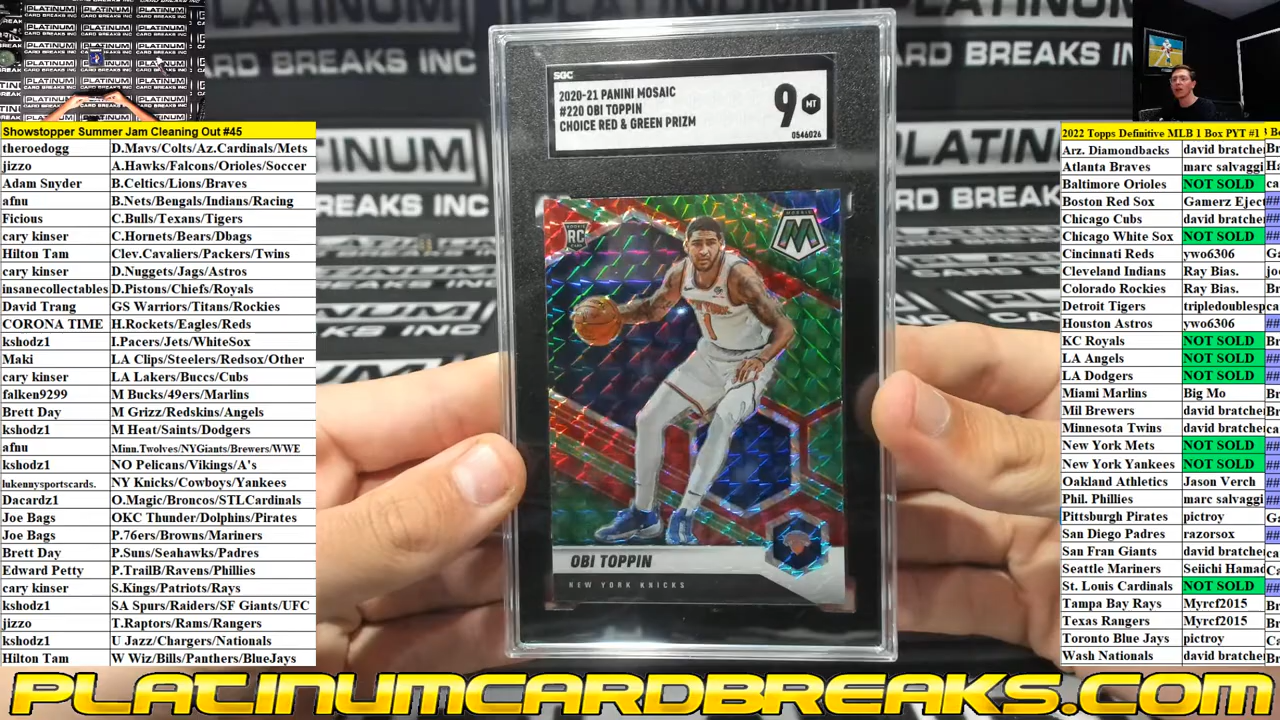 Showstopper Summer Jam Cleaning Out #45
theroedogg D.Mavs/Colts/Az.Cardinals/Mets
jizzo A.Hawks/Falcons/Orioles/Soccer
Adam Snyder B.Celtics/Lions/Braves
afnu B.Nets/Bengals/Indians/Racing
Ficious C.Bulls/Texans/Tigers
cary kinser C.Hornets/Bears/Dbags
Hilton Tam Clev.Cavaliers/Packers/Twins
cary kinser D.Nuggets/Jags/Astros
insanecollectables D.Pistons/Chiefs/Royals
David Trang GS Warriors/Titans/Rockies
CORONA TIME H.Rockets/Eagles/Reds
kshodz1 I.Pacers/Jets/WhiteSox
Maki LA Clips/Steelers/Redsox/Other
cary kinser LA Lakers/Buccs/Cubs
falken9299 M Bucks/49ers/Marlins
Brett Day M Grizz/Redskins/Angels
kshodz1 M Heat/Saints/Dodgers
afnu Minn.Twolves/NYGiants/Brewers/WWE
kshodz1 NO Pelicans/Vikings/A's
lukennysportscards. NY Knicks/Cowboys/Yankees
Dacardz1 O.Magic/Broncos/STLCardinals
Joe Bags OKC Thunder/Dolphins/Pirates
Joe Bags P.76ers/Browns/Mariners
Brett Day P.Suns/Seahawks/Padres
Edward Petty P.TrailB/Ravens/Phillies
cary kinser S.Kings/Patriots/Rays
kshodz1 SA Spurs/Raiders/SF Giants/UFC
jizzo T.Raptors/Rams/Rangers
kshodz1 U Jazz/Chargers/Nationals
Hilton Tam W Wiz/Bills/Panthers/BlueJays
SGC
2020-21 PANINI MOSAIC
#220 OBI TOPPIN
CHOICE RED & GREEN PRIZM
9 MT
0546026
ROOKIE
RC
MOSAIC
M
1
OBI TOPPIN
NEW YORK KNICKS
2022 Topps Definitive MLB 1 Box PYT #1
Arz. Diamondbacks david bratche
Atlanta Braves marc salvaggi
Baltimore Orioles NOT SOLD
Boston Red Sox Gamerz Eject
Chicago Cubs david bratche
Chicago White Sox NOT SOLD
Cincinnati Reds ywo6306
Cleveland Indians Ray Bias.
Colorado Rockies Ray Bias.
Detroit Tigers tripledoublesp
Houston Astros ywo6306
KC Royals NOT SOLD
LA Angels NOT SOLD
LA Dodgers NOT SOLD
Miami Marlins Big Mo
Mil Brewers david bratche
Minnesota Twins david bratche
New York Mets NOT SOLD
New York Yankees NOT SOLD
Oakland Athletics Jason Verch
Phil. Phillies marc salvaggi
Pittsburgh Pirates pictroy
San Diego Padres razorsox
San Fran Giants david bratche
Seattle Mariners Seiichi Hamad
St. Louis Cardinals NOT SOLD
Tampa Bay Rays Myrcf2015
Texas Rangers Myrcf2015
Toronto Blue Jays pictroy
Wash Nationals david bratche
PLATINUMCARDBREAKS.COM